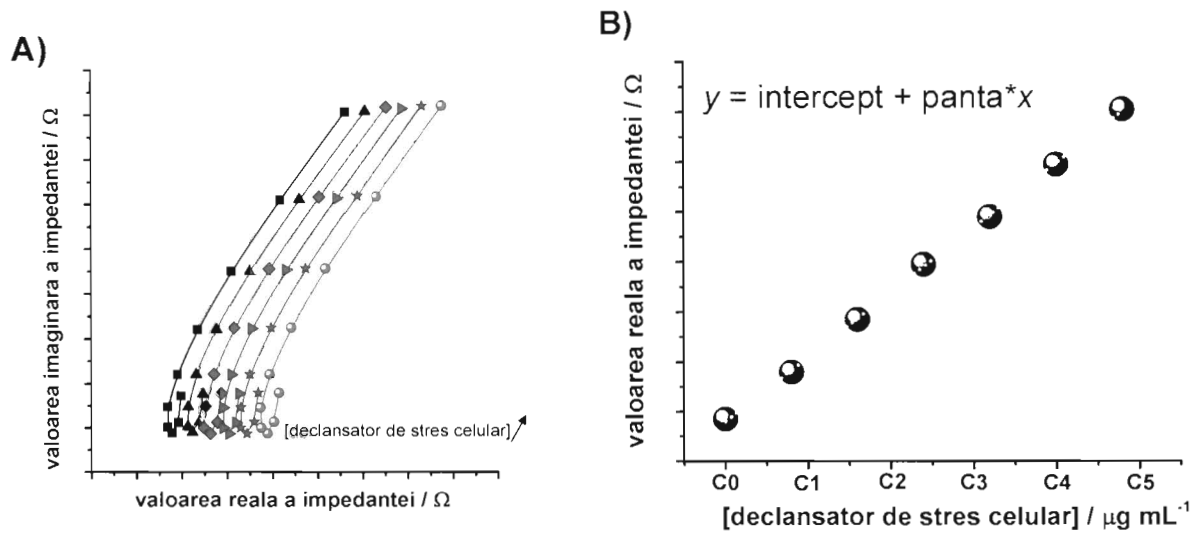 A)
valoarea imaginara a impedantei / Ω
[declansator de stres celular]
valoarea reala a impedantei / Ω
B)
y = intercept + panta*x
valoarea reala a impedantei / Ω
C0 C1 C2 C3 C4 C5
[declansator de stres celular] / µg mL⁻¹